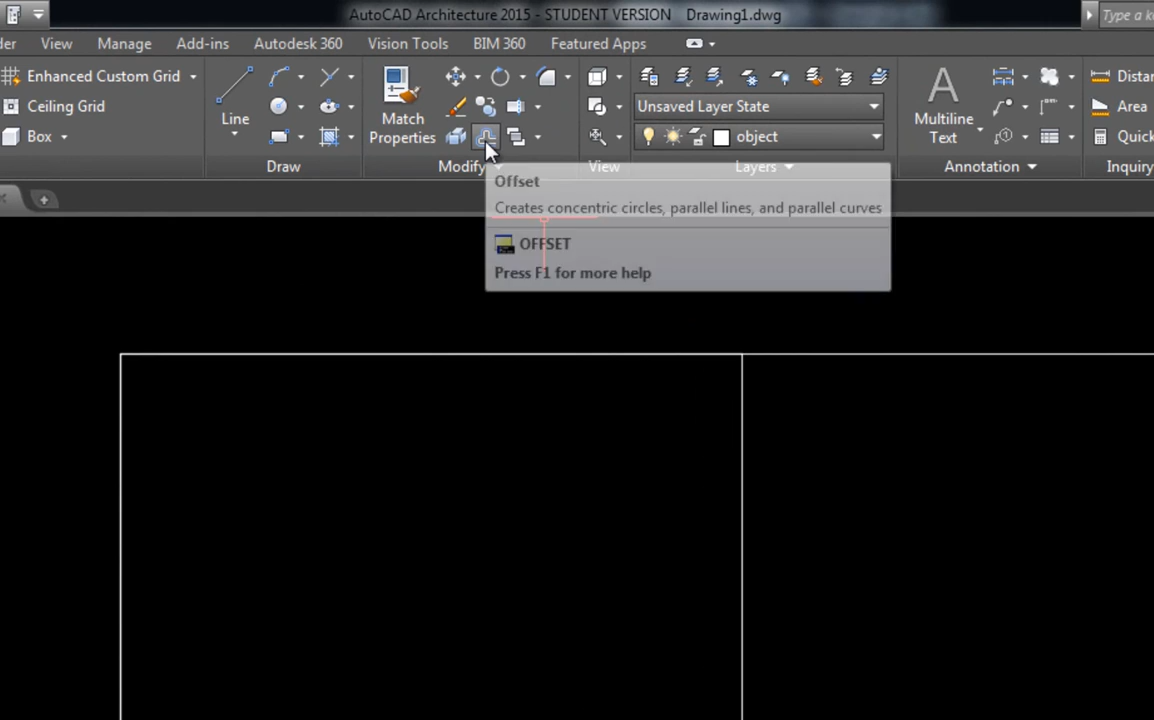 AutoCAD Architecture 2015 - STUDENT VERSION Drawing1.dwg
Type a k
der View Manage Add-ins Autodesk 360 Vision Tools BIM 360 Featured Apps
Enhanced Custom Grid
Ceiling Grid
Box
Line
Draw
Match
Properties
Modify
View
Unsaved Layer State
object
Layers
A
Multiline
Text
Annotation
Distan
Area
Quick
Inquiry
Offset
Creates concentric circles, parallel lines, and parallel curves
OFFSET
Press F1 for more help